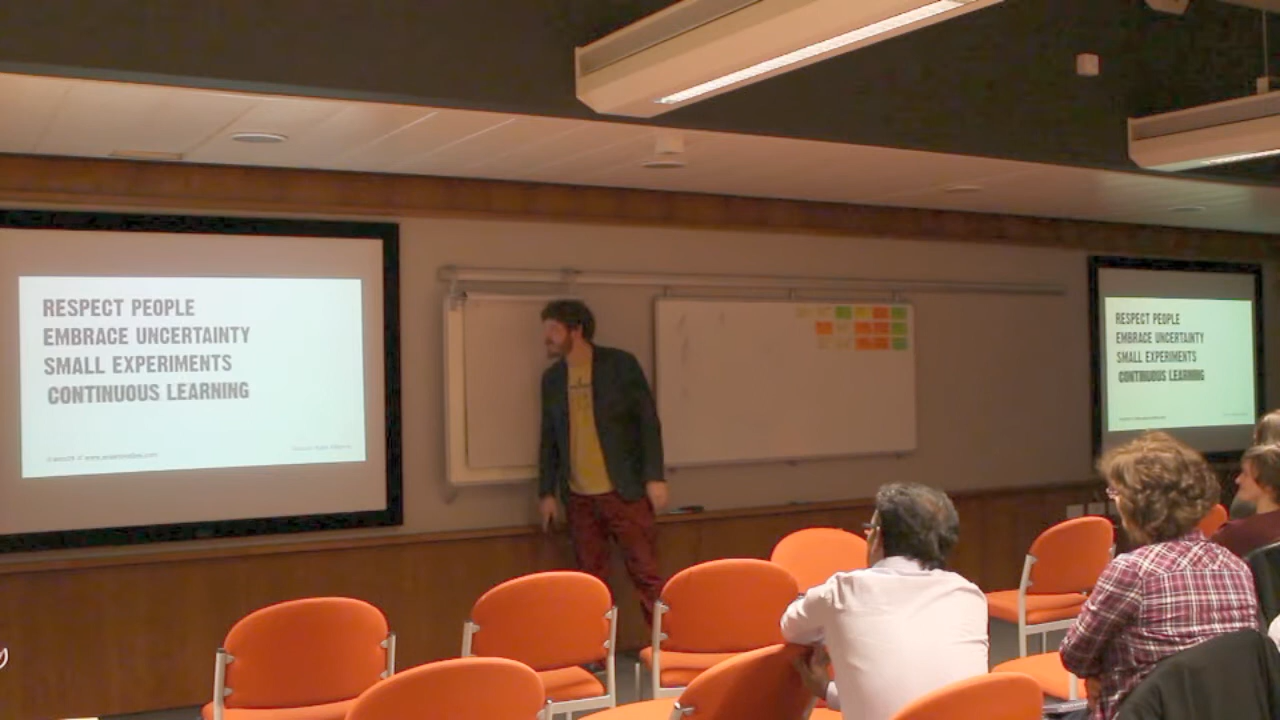 RESPECT PEOPLE
EMBRACE UNCERTAINTY
SMALL EXPERIMENTS
CONTINUOUS LEARNING
RESPECT PEOPLE
EMBRACE UNCERTAINTY
SMALL EXPERIMENTS
CONTINUOUS LEARNING